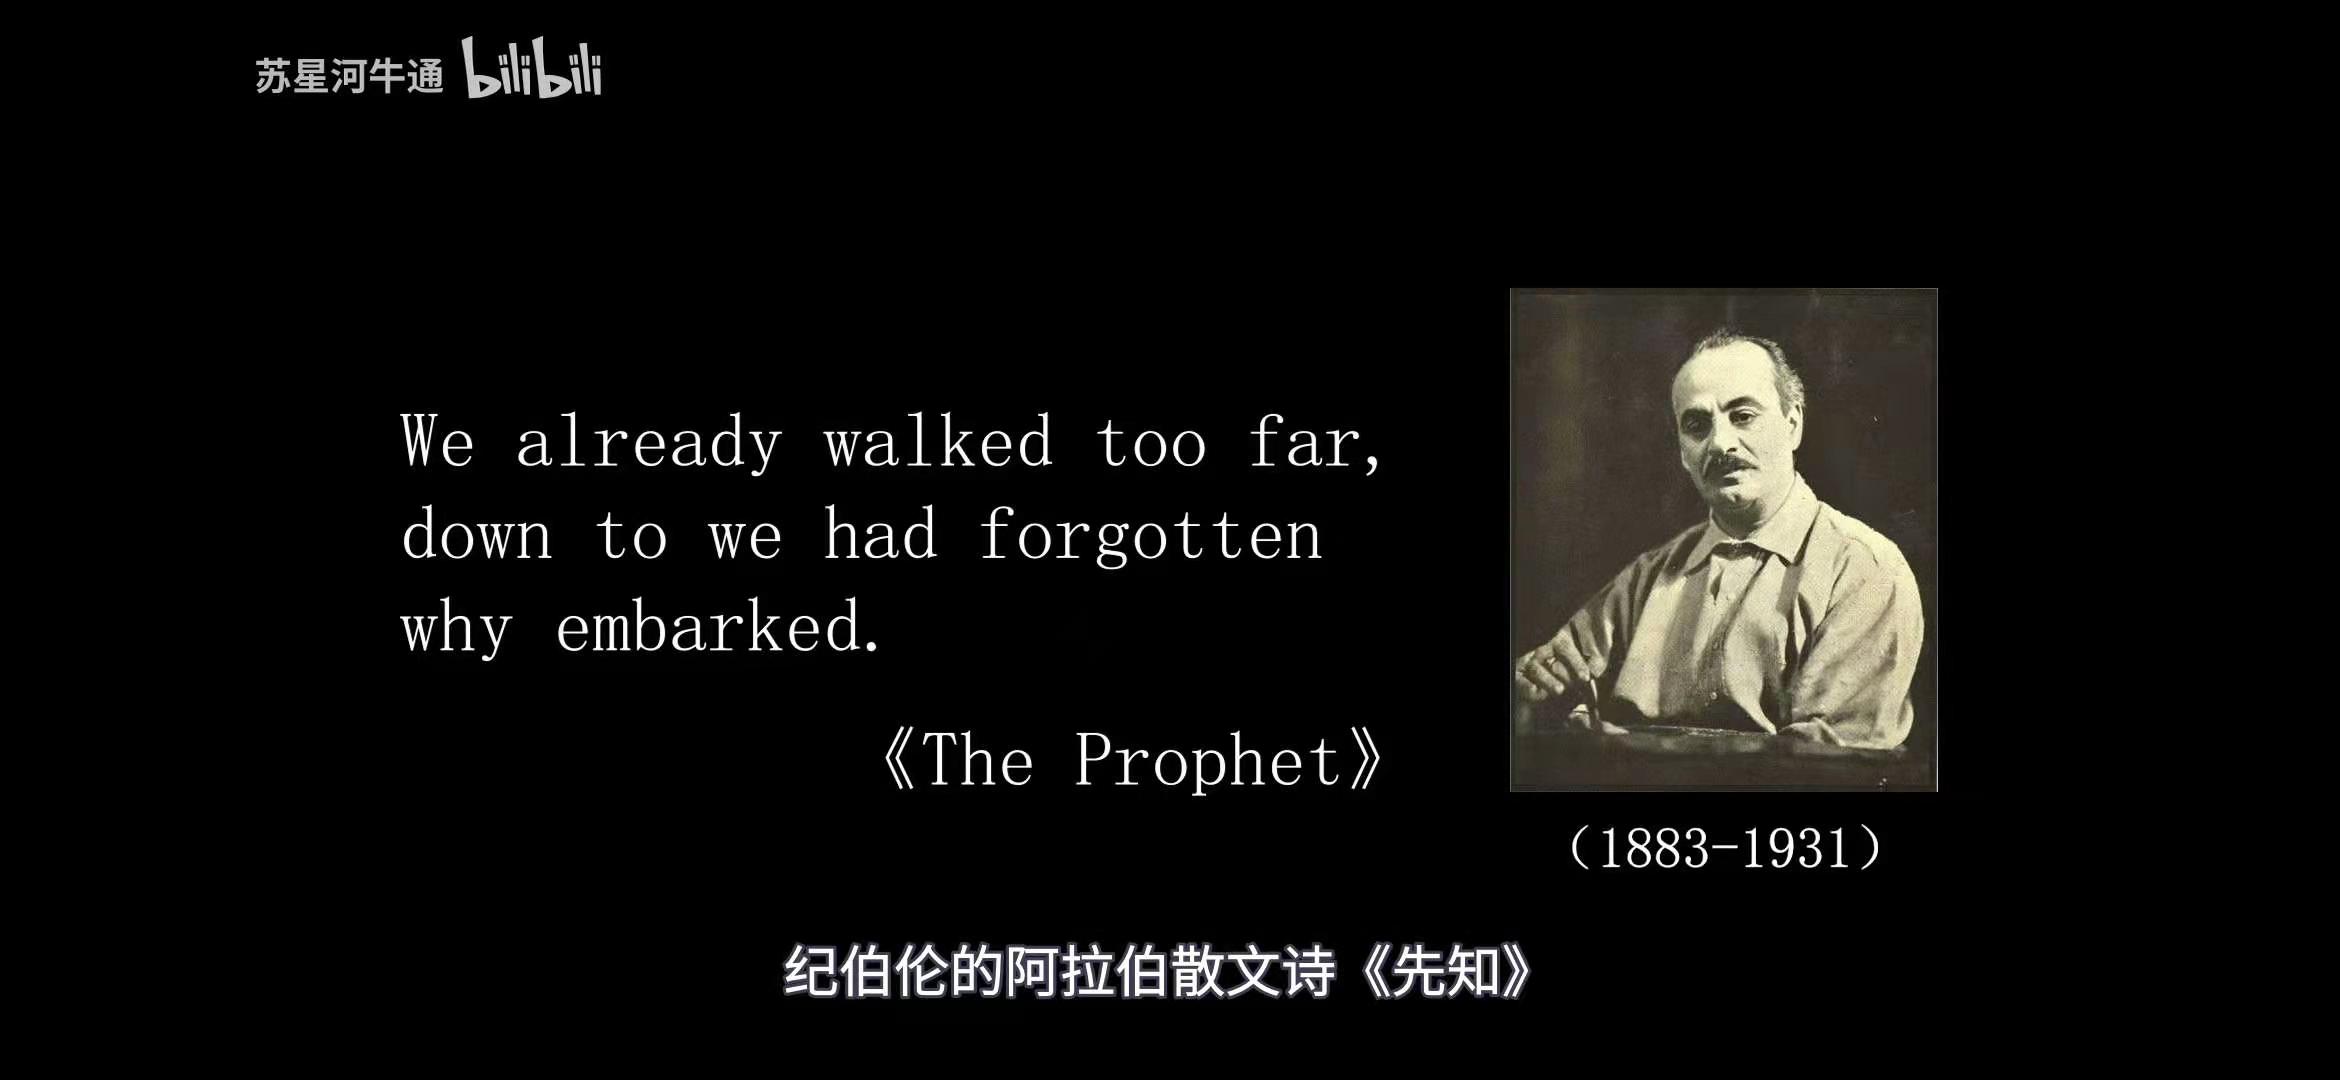 苏星河牛通 bilibili
We already walked too far,
down to we had forgotten
why embarked.
《The Prophet》
（1883-1931）
纪伯伦的阿拉伯散文诗《先知》